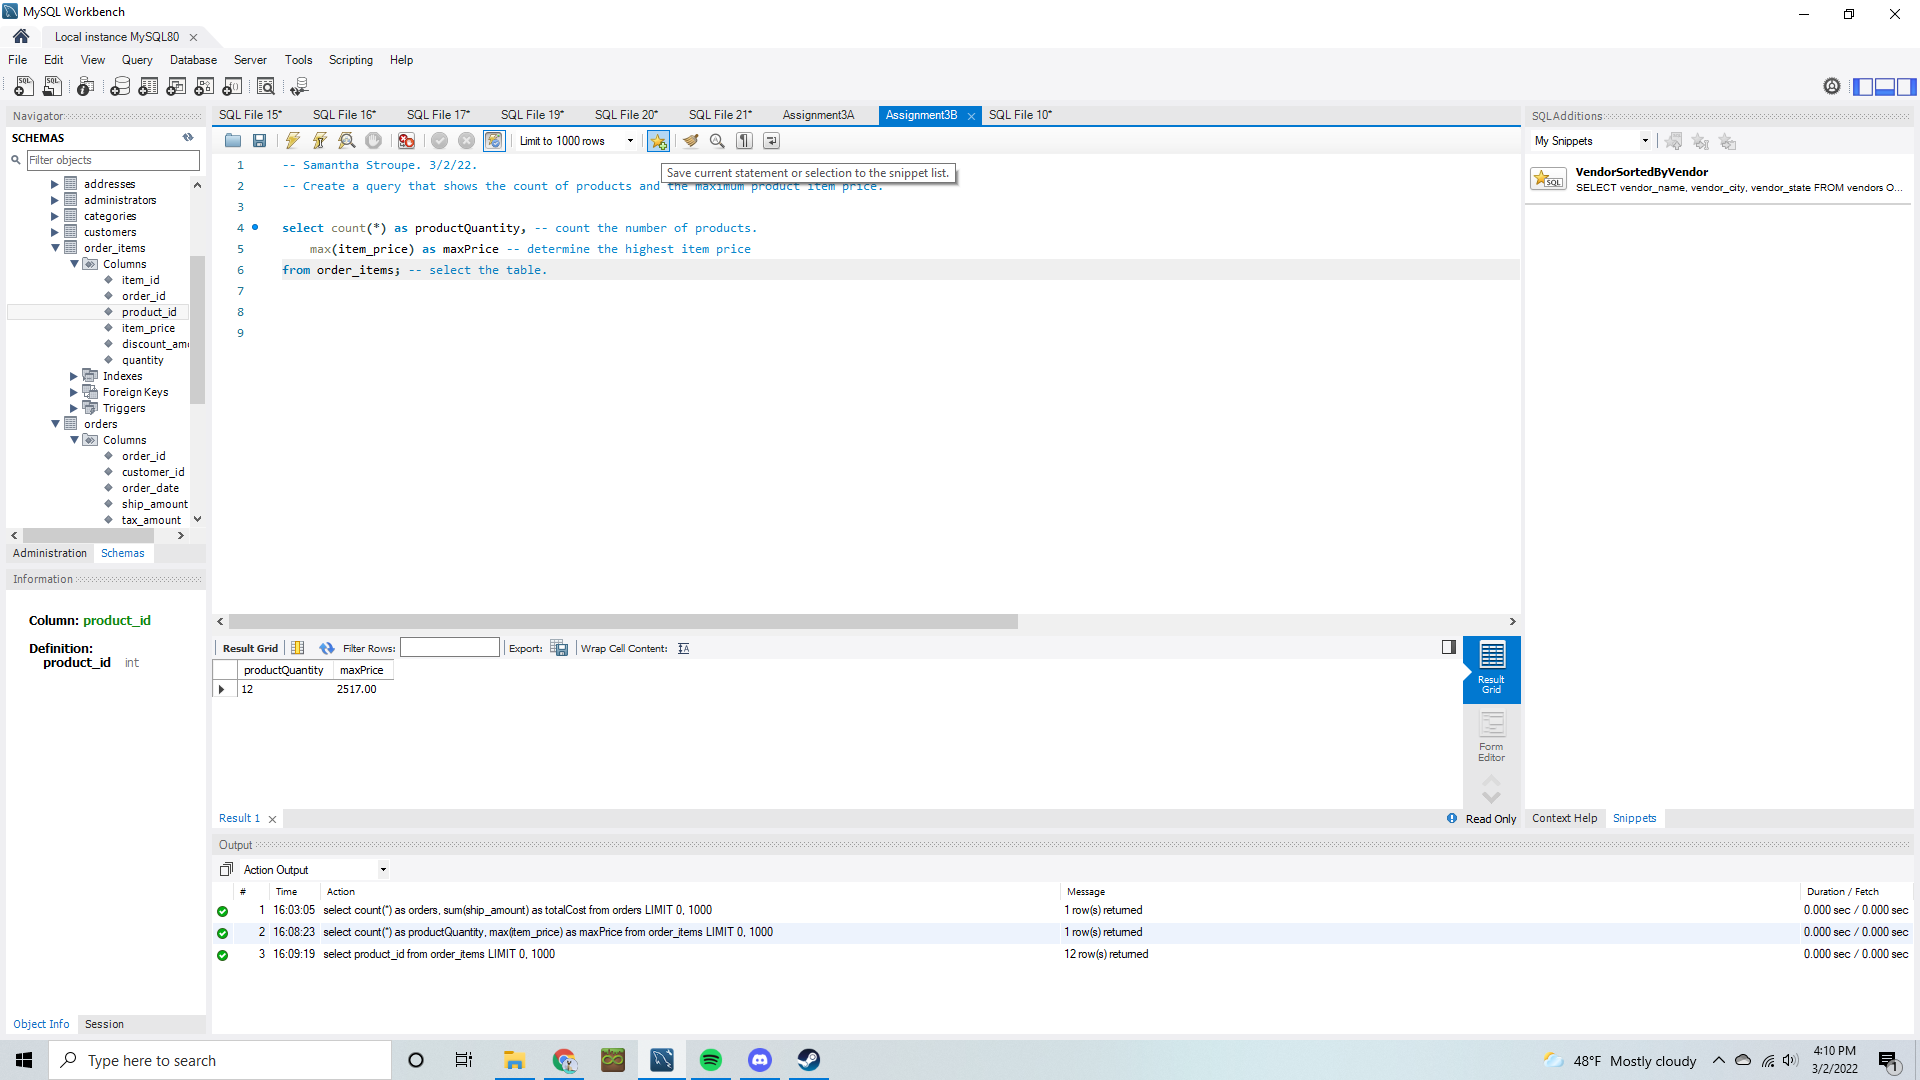 MySQL Workbench
Local instance MySQL80
File Edit View Query Database Server Tools Scripting Help
Navigator
SCHEMAS
Filter objects
addresses
administrators
categories
customers
order_items
Columns
item_id
order_id
product_id
item_price
discount_am
quantity
Indexes
Foreign Keys
Triggers
orders
Columns
order_id
customer_id
order_date
ship_amount
tax_amount
Administration Schemas
Information
Column: product_id
Definition:
product_id int
Object Info Session
SQL File 15* SQL File 16* SQL File 17* SQL File 19* SQL File 20* SQL File 21* Assignment3A Assignment3B SQL File 10*
Limit to 1000 rows
Save current statement or selection to the snippet list.
1 -- Samantha Stroupe. 3/2/22.
2 -- Create a query that shows the count of products and the maximum product item price.
3
4 select count(*) as productQuantity, -- count the number of products.
5 max(item_price) as maxPrice -- determine the highest item price
6 from order_items; -- select the table.
7
8
9
Result Grid Filter Rows: Export: Wrap Cell Content:
productQuantity maxPrice
12 2517.00
Result Grid
Form Editor
Result 1
Read Only
SQLAdditions
My Snippets
VendorSortedByVendor
SELECT vendor_name, vendor_city, vendor_state FROM vendors O...
Context Help Snippets
Output
Action Output
# Time Action Message Duration / Fetch
1 16:03:05 select count(*) as orders, sum(ship_amount) as totalCost from orders LIMIT 0, 1000 1 row(s) returned 0.000 sec / 0.000 sec
2 16:08:23 select count(*) as productQuantity, max(item_price) as maxPrice from order_items LIMIT 0, 1000 1 row(s) returned 0.000 sec / 0.000 sec
3 16:09:19 select product_id from order_items LIMIT 0, 1000 12 row(s) returned 0.000 sec / 0.000 sec
Type here to search
48°F Mostly cloudy
4:10 PM
3/2/2022
1